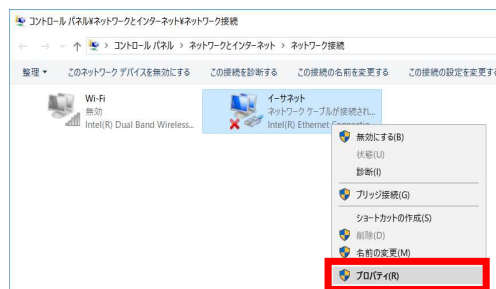 コントロール パネル¥ネットワークとインターネット¥ネットワーク接続
コントロール パネル › ネットワークとインターネット › ネットワーク接続
整理 このネットワーク デバイスを無効にする この接続を診断する この接続の名前を変更する この接続の設定を変更する
Wi-Fi
無効
Intel(R) Dual Band Wireless...
イーサネット
ネットワーク ケーブルが接続され...
Intel(R) Ethernet
無効にする(B)
状態(U)
診断(I)
ブリッジ接続(G)
ショートカットの作成(S)
削除(D)
名前の変更(M)
プロパティ(R)